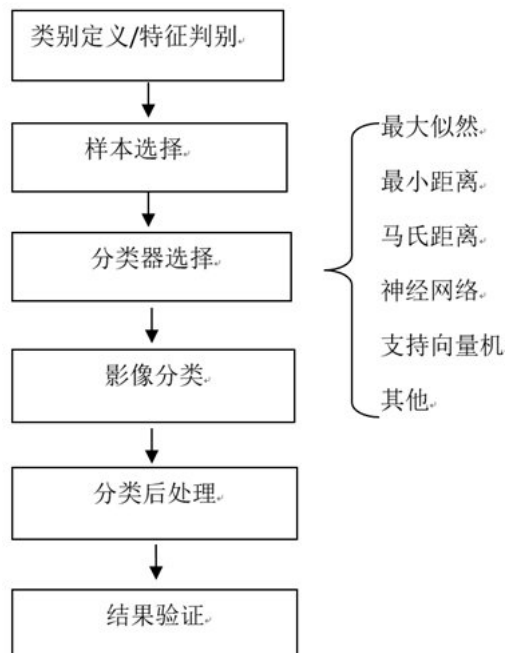 类别定义/特征判别
样本选择
分类器选择
影像分类
分类后处理
结果验证
最大似然
最小距离
马氏距离
神经网络
支持向量机
其他